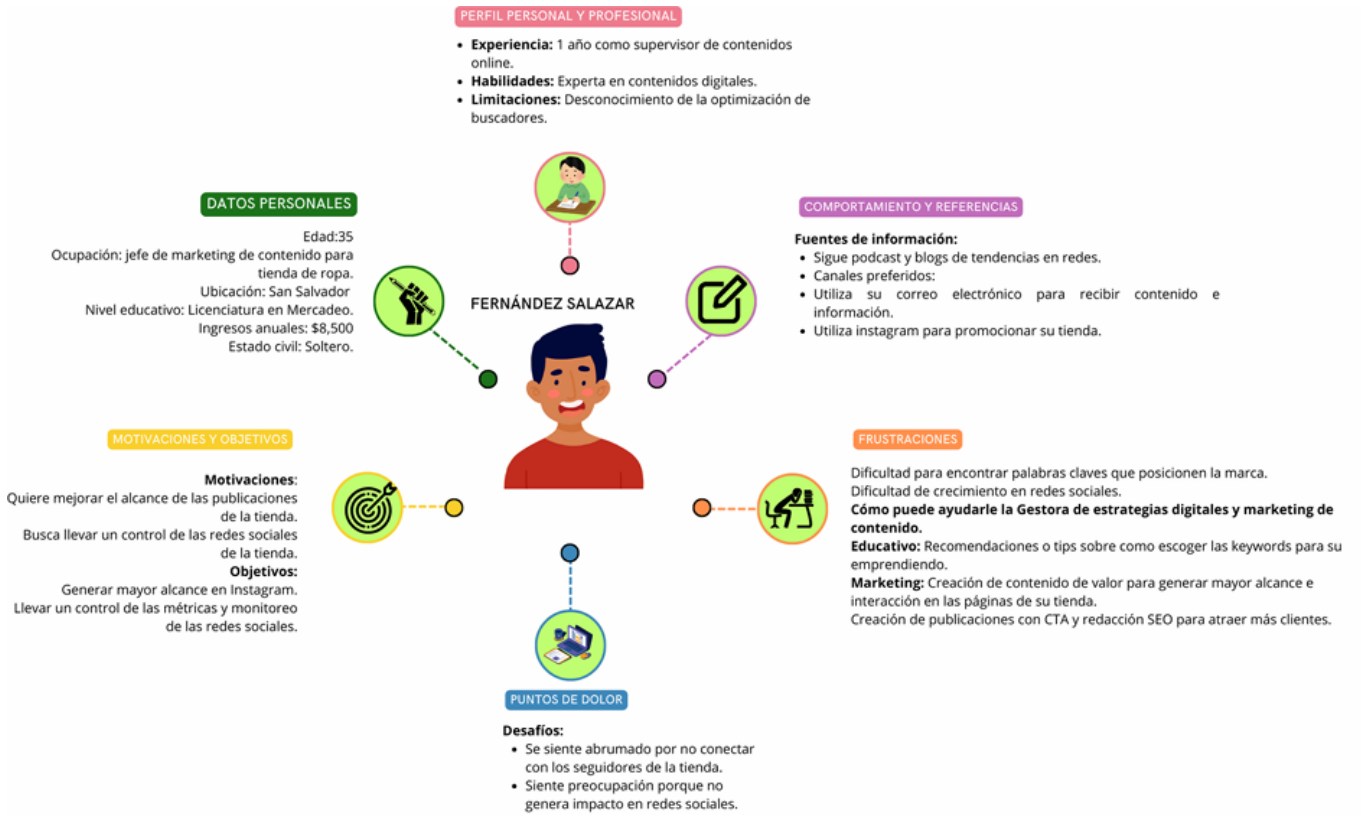 PERFIL PERSONAL Y PROFESIONAL
• Experiencia: 1 año como supervisor de contenidos
online.
• Habilidades: Experta en contenidos digitales.
• Limitaciones: Desconocimiento de la optimización de
buscadores.
DATOS PERSONALES
Edad:35
Ocupación: jefe de marketing de contenido para
tienda de ropa.
Ubicación: San Salvador
Nivel educativo: Licenciatura en Mercadeo.
Ingresos anuales: $8,500
Estado civil: Soltero.
COMPORTAMIENTO Y REFERENCIAS
Fuentes de información:
• Sigue podcast y blogs de tendencias en redes.
• Canales preferidos:
• Utiliza su correo electrónico para recibir contenido e
información.
• Utiliza instagram para promocionar su tienda.
FERNÁNDEZ SALAZAR
MOTIVACIONES Y OBJETIVOS
Motivaciones:
Quiere mejorar el alcance de las publicaciones
de la tienda.
Busca llevar un control de las redes sociales
de la tienda.
Objetivos:
Generar mayor alcance en Instagram.
Llevar un control de las métricas y monitoreo
de las redes sociales.
FRUSTRACIONES
Dificultad para encontrar palabras claves que posicionen la marca.
Dificultad de crecimiento en redes sociales.
Cómo puede ayudarle la Gestora de estrategias digitales y marketing de
contenido.
Educativo: Recomendaciones o tips sobre como escoger las keywords para su
emprendiendo.
Marketing: Creación de contenido de valor para generar mayor alcance e
interacción en las páginas de su tienda.
Creación de publicaciones con CTA y redacción SEO para atraer más clientes.
PUNTOS DE DOLOR
Desafíos:
• Se siente abrumado por no conectar
con los seguidores de la tienda.
• Siente preocupación porque no
genera impacto en redes sociales.